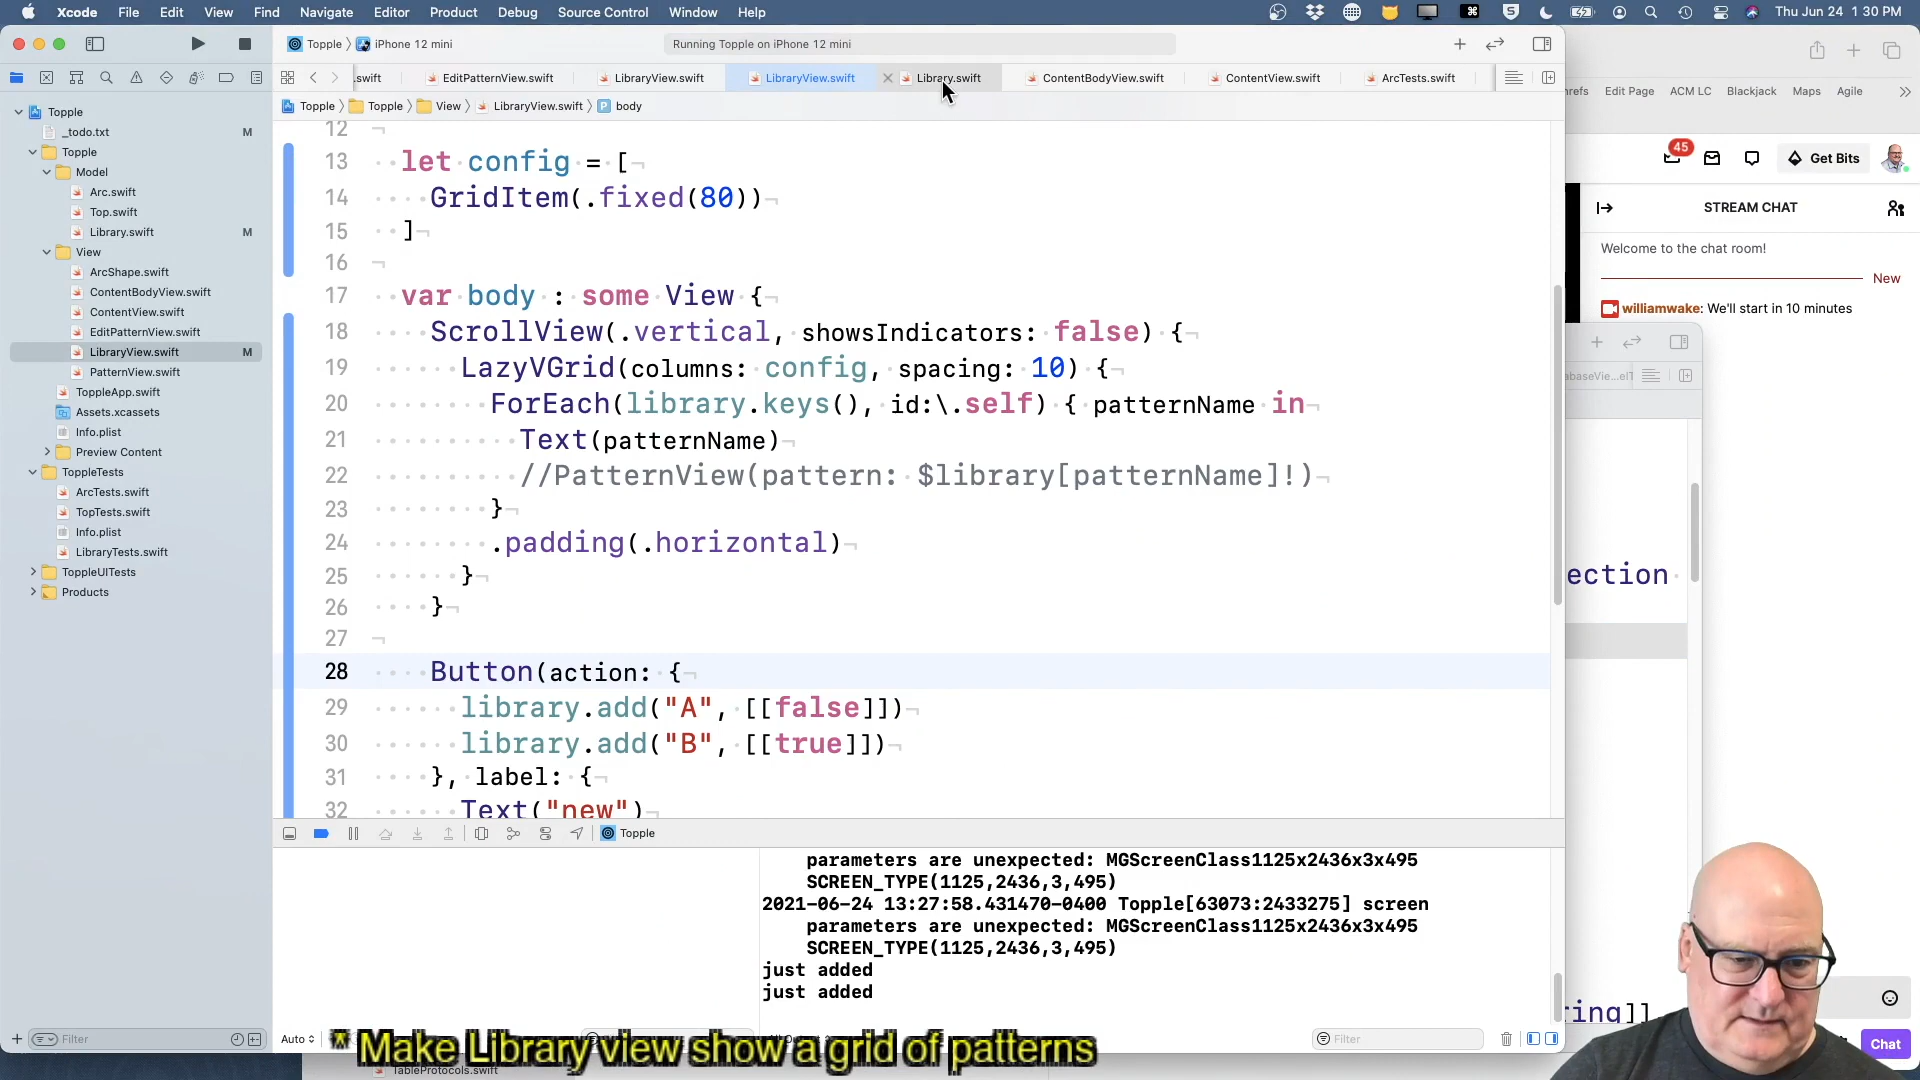 Xcode File Edit View Find Navigate Editor Product Debug Source Control Window Help
Thu Jun 24 1:30 PM
Topple iPhone 12 mini
Running Topple on iPhone 12 mini
.swift EditPatternView.swift LibraryView.swift LibraryView.swift Library.swift ContentBodyView.swift ContentView.swift ArcTests.swift
Topple Topple View LibraryView.swift P body
Topple
_todo.txt M
Topple
Model
Arc.swift
Top.swift
Library.swift M
View
ArcShape.swift
ContentBodyView.swift
ContentView.swift
EditPatternView.swift
LibraryView.swift M
PatternView.swift
ToppleApp.swift
Assets.xcassets
Info.plist
Preview Content
ToppleTests
ArcTests.swift
TopTests.swift
Info.plist
LibraryTests.swift
ToppleUITests
Products
Filter
12
13 let config = [
14 GridItem(.fixed(80))
15 ]
16
17 var body : some View {
18 ScrollView(.vertical, showsIndicators: false) {
19 LazyVGrid(columns: config, spacing: 10) {
20 ForEach(library.keys(), id:\.self) { patternName in
21 Text(patternName)
22 //PatternView(pattern: $library[patternName]!)
23 }
24 .padding(.horizontal)
25 }
26 }
27
28 Button(action: {
29 library.add("A", [[false]])
30 library.add("B", [[true]])
31 }, label: {
32 Text("new")
Topple
parameters are unexpected: MGScreenClass1125x2436x3x495
SCREEN_TYPE(1125,2436,3,495)
2021-06-24 13:27:58.431470-0400 Topple[63073:2433275] screen
parameters are unexpected: MGScreenClass1125x2436x3x495
SCREEN_TYPE(1125,2436,3,495)
just added
just added
Auto
Filter
* Make Library view show a grid of patterns
TableProtocols.swift
hrefs Edit Page ACM LC Blackjack Maps Agile
45
Get Bits
STREAM CHAT
Welcome to the chat room!
New
williamwake: We'll start in 10 minutes
ection
ring]]
Chat